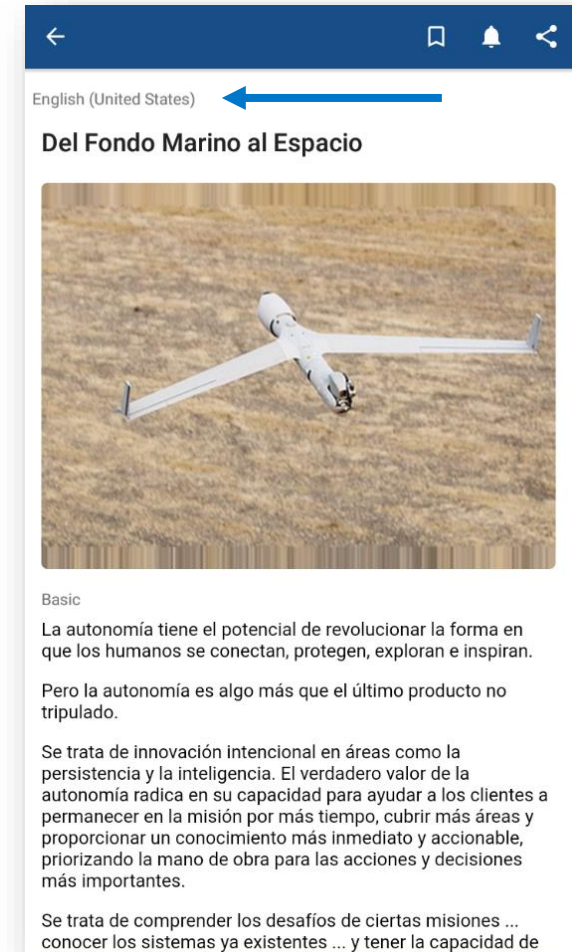 English (United States)
Del Fondo Marino al Espacio
Basic
La autonomía tiene el potencial de revolucionar la forma en
que los humanos se conectan, protegen, exploran e inspiran.
Pero la autonomía es algo más que el último producto no
tripulado.
Se trata de innovación intencional en áreas como la
persistencia y la inteligencia. El verdadero valor de la
autonomía radica en su capacidad para ayudar a los clientes a
permanecer en la misión por más tiempo, cubrir más áreas y
proporcionar un conocimiento más inmediato y accionable,
priorizando la mano de obra para las acciones y decisiones
más importantes.
Se trata de comprender los desafíos de ciertas misiones ...
conocer los sistemas ya existentes ... y tener la capacidad de